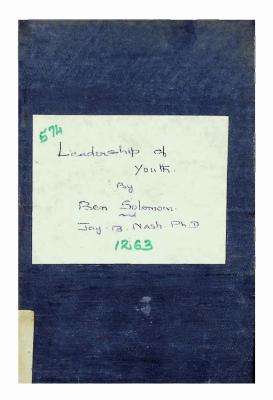 574
Leadership of
Youth.
By
Ben Solomon.
and
Jay. B. Nash. Ph.D
1263